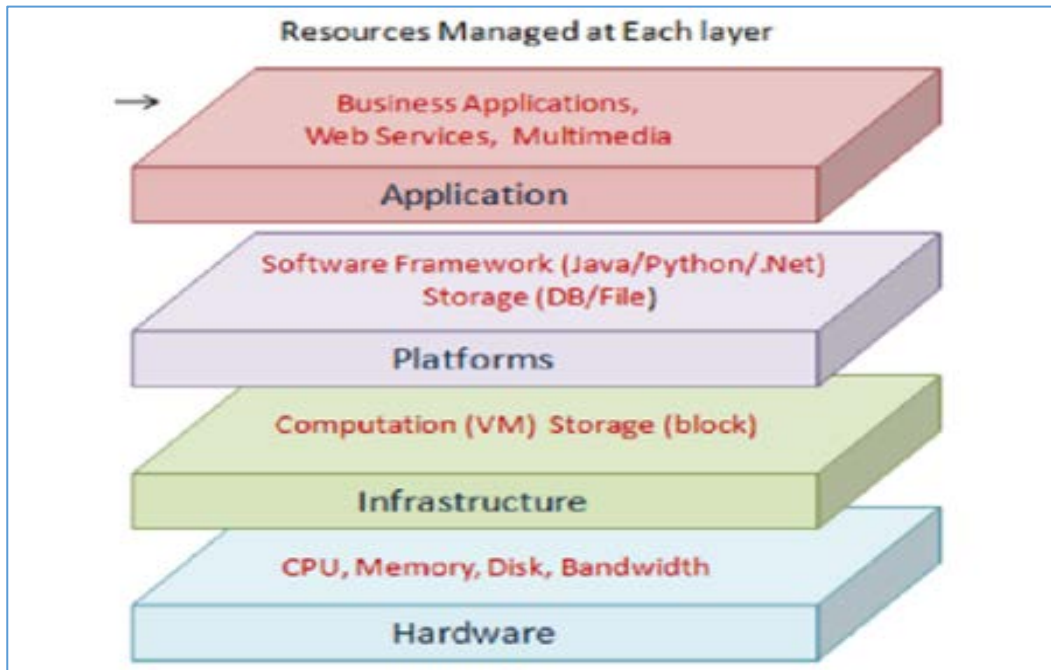 Resources Managed at Each layer
Business Applications,
Web Services, Multimedia
Application
Software Framework (Java/Python/.Net)
Storage (DB/File)
Platforms
Computation (VM) Storage (block)
Infrastructure
CPU, Memory, Disk, Bandwidth
Hardware